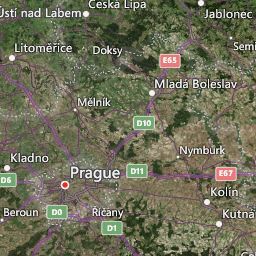 Česká Lípa
Ústí nad Labem
Jablonec
Litoměřice
Doksy
Semi
E65
Mladá Boleslav
Mělník
D10
Nymburk
Kladno
D11
E67
D6
Prague
Kolín
Beroun
D0
Říčany
Kutná
D1